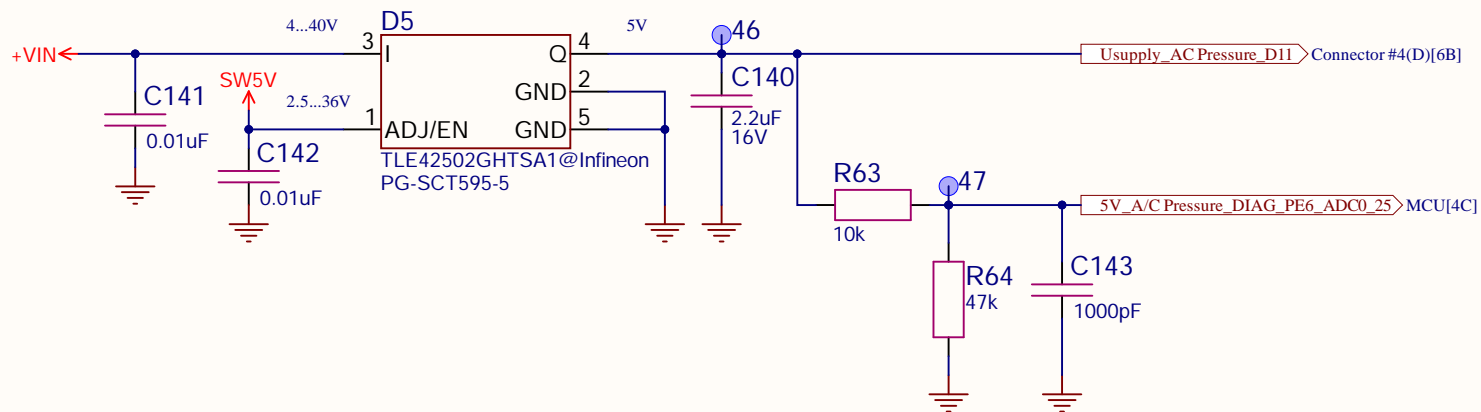 4...40V
D5
5V
46
+VIN
3
I
Q
4
Usupply_AC Pressure_D11
Connector #4(D)[6B]
C141
SW5V
2.5...36V
GND
2
C140
0.01uF
1
ADJ/EN
GND
5
2.2uF
16V
C142
TLE42502GHTSA1@Infineon
PG-SCT595-5
0.01uF
R63
47
10k
5V_A/C Pressure_DIAG_PE6_ADC0_25
MCU[4C]
R64
47k
C143
1000pF